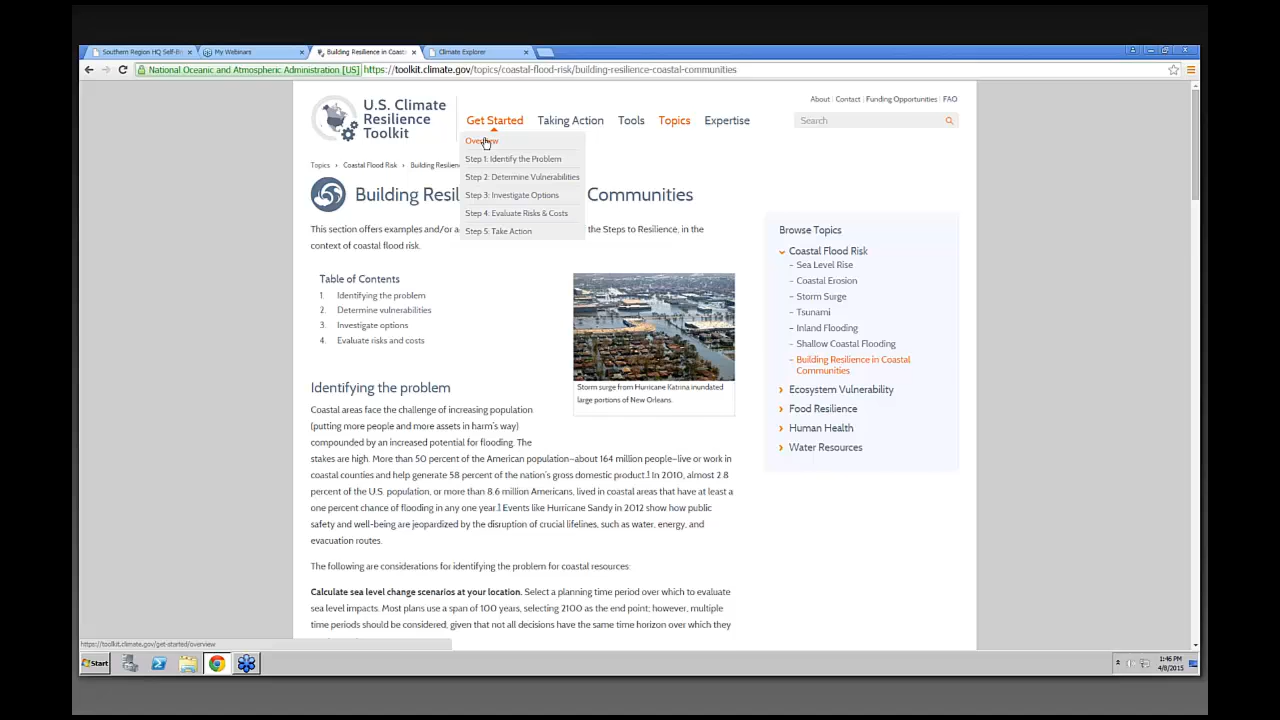 Southern Region HQ Self-Br
My Webinars
Building Resilience in Coasta
Climate Explorer
National Oceanic and Atmospheric Administration [US]
https://toolkit.climate.gov/topics/coastal-flood-risk/building-resilience-coastal-communities
About | Contact | Funding Opportunities | FAQ
U.S. Climate
Resilience
Toolkit
Get Started
Taking Action
Tools
Topics
Expertise
Search
Overview
Step 1: Identify the Problem
Step 2: Determine Vulnerabilities
Step 3: Investigate Options
Step 4: Evaluate Risks & Costs
Step 5: Take Action
Topics > Coastal Flood Risk > Building Resilien
Building Resil Communities
This section offers examples and/or a the Steps to Resilience, in the
context of coastal flood risk.
Table of Contents
1. Identifying the problem
2. Determine vulnerabilities
3. Investigate options
4. Evaluate risks and costs
Storm surge from Hurricane Katrina inundated
large portions of New Orleans.
Identifying the problem
Coastal areas face the challenge of increasing population
(putting more people and more assets in harm's way)
compounded by an increased potential for flooding. The
stakes are high. More than 50 percent of the American population–about 164 million people–live or work in
coastal counties and help generate 58 percent of the nation's gross domestic product.1 In 2010, almost 2.8
percent of the U.S. population, or more than 8.6 million Americans, lived in coastal areas that have at least a
one percent chance of flooding in any one year.1 Events like Hurricane Sandy in 2012 show how public
safety and well-being are jeopardized by the disruption of crucial lifelines, such as water, energy, and
evacuation routes.
The following are considerations for identifying the problem for coastal resources:
Calculate sea level change scenarios at your location. Select a planning time period over which to evaluate
sea level impacts. Most plans use a span of 100 years, selecting 2100 as the end point; however, multiple
time periods should be considered, given that not all decisions have the same time horizon over which they
Browse Topics
Coastal Flood Risk
– Sea Level Rise
– Coastal Erosion
– Storm Surge
– Tsunami
– Inland Flooding
– Shallow Coastal Flooding
– Building Resilience in Coastal
Communities
Ecosystem Vulnerability
Food Resilience
Human Health
Water Resources
https://toolkit.climate.gov/get-started/overview
Start
1:46 PM
4/8/2015